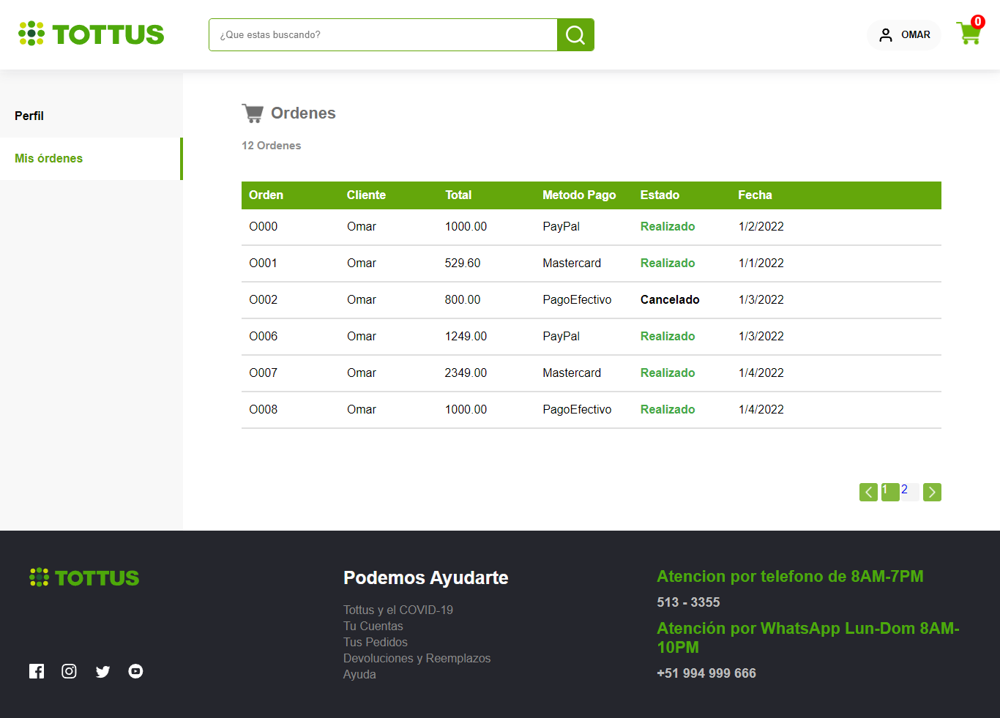 TOTTUS
¿Que estas buscando?
OMAR
0
Perfil
Mis órdenes
Ordenes
12 Ordenes
Orden Cliente Total Metodo Pago Estado Fecha
O000 Omar 1000.00 PayPal Realizado 1/2/2022
O001 Omar 529.60 Mastercard Realizado 1/1/2022
O002 Omar 800.00 PagoEfectivo Cancelado 1/3/2022
O006 Omar 1249.00 PayPal Realizado 1/3/2022
O007 Omar 2349.00 Mastercard Realizado 1/4/2022
O008 Omar 1000.00 PagoEfectivo Realizado 1/4/2022
1 2
TOTTUS
Podemos Ayudarte
Tottus y el COVID-19
Tu Cuentas
Tus Pedidos
Devoluciones y Reemplazos
Ayuda
Atencion por telefono de 8AM-7PM
513 - 3355
Atención por WhatsApp Lun-Dom 8AM-
10PM
+51 994 999 666